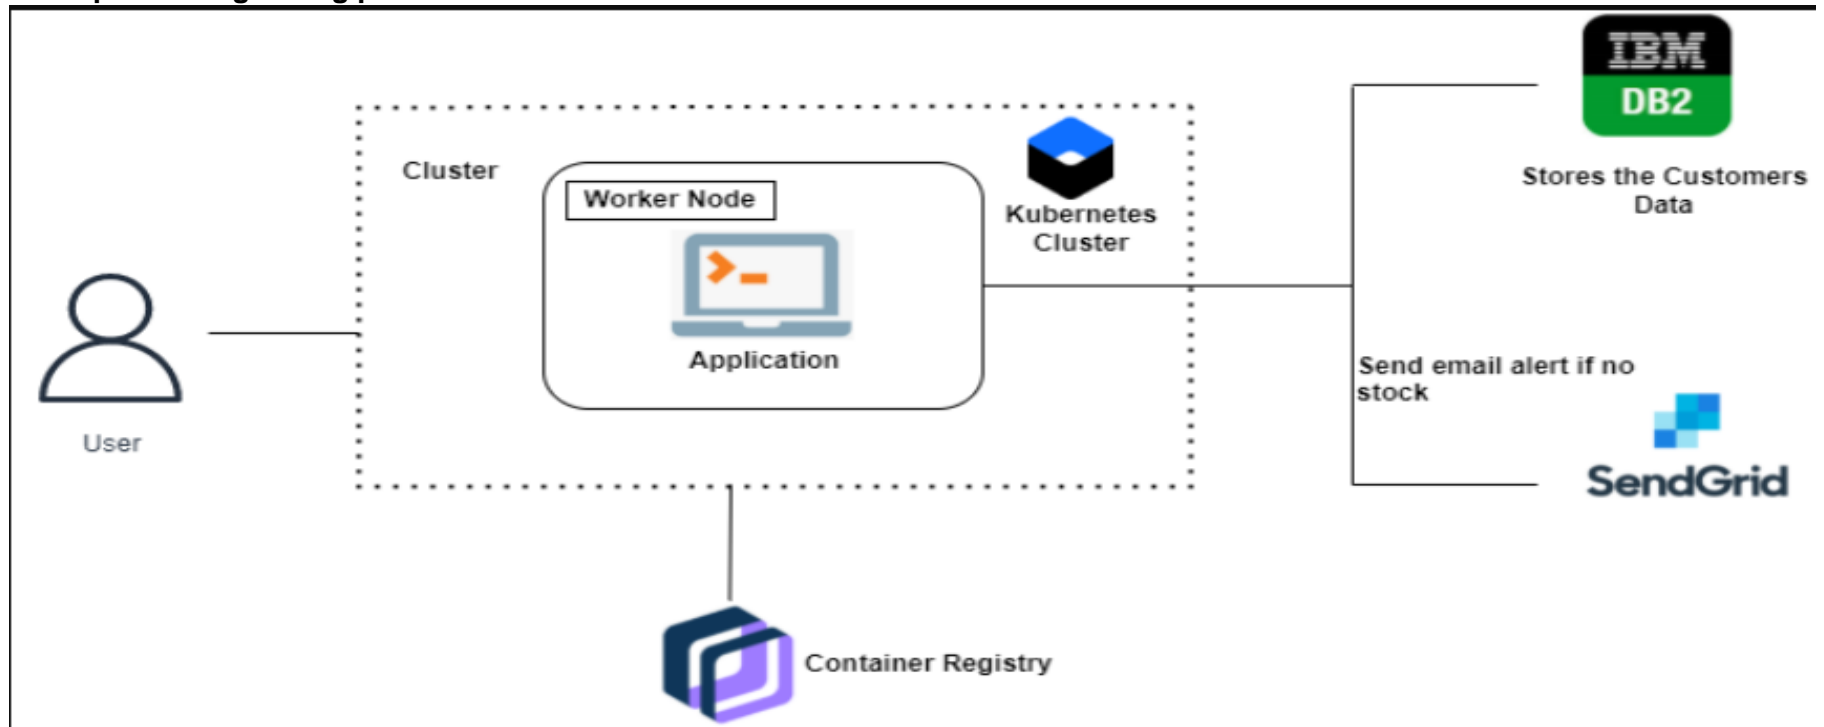 IBM
DB2
Stores the Customers
Data
Cluster
Worker Node
Kubernetes
Cluster
Application
User
Send email alert if no
stock
SendGrid
Container Registry